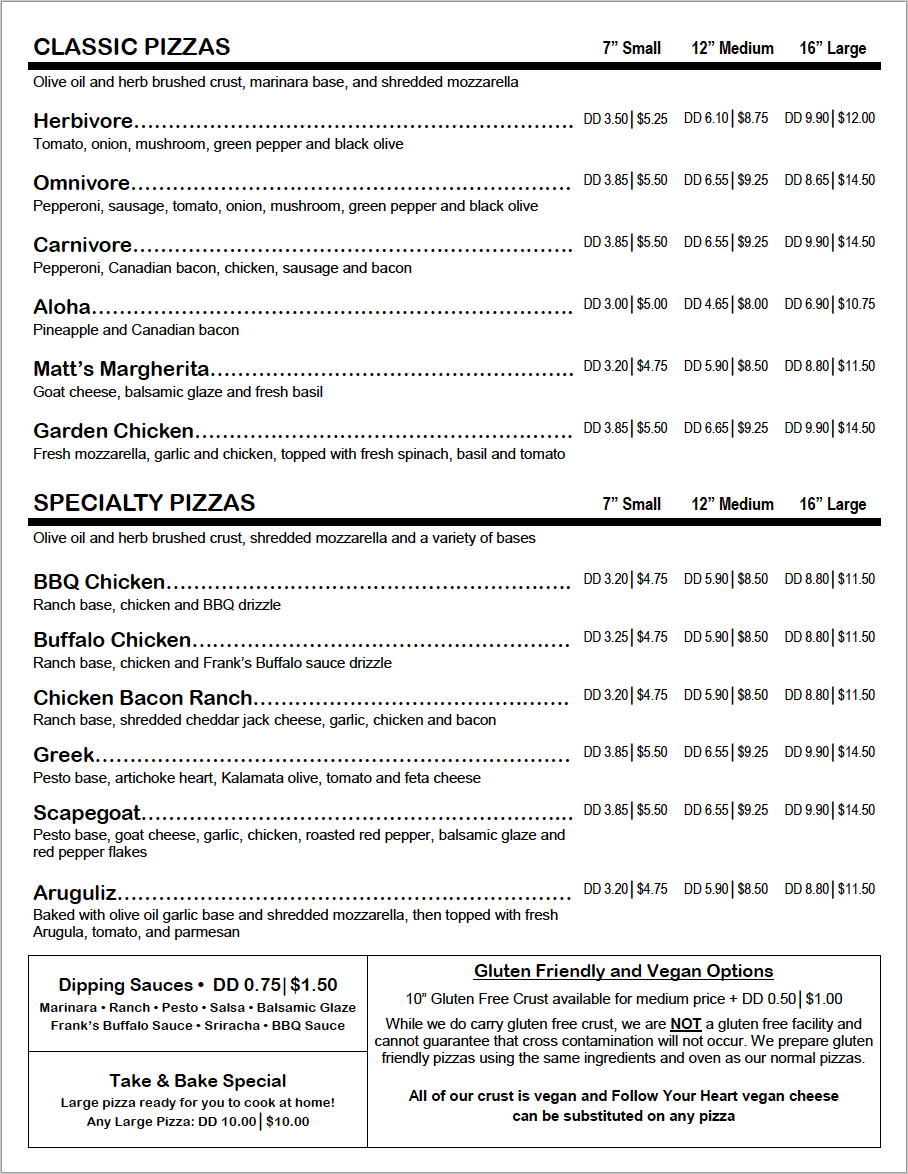 CLASSIC PIZZAS 7” Small 12” Medium 16” Large
Olive oil and herb brushed crust, marinara base, and shredded mozzarella
Herbivore……………………………………………………… DD 3.50|$5.25 DD 6.10|$8.75 DD 9.90|$12.00
Tomato, onion, mushroom, green pepper and black olive
Omnivore……………………………………………………… DD 3.85|$5.50 DD 6.55|$9.25 DD 8.65|$14.50
Pepperoni, sausage, tomato, onion, mushroom, green pepper and black olive
Carnivore……………………………………………………… DD 3.85|$5.50 DD 6.55|$9.25 DD 9.90|$14.50
Pepperoni, Canadian bacon, chicken, sausage and bacon
Aloha…………………………………………………………… DD 3.00|$5.00 DD 4.65|$8.00 DD 6.90|$10.75
Pineapple and Canadian bacon
Matt’s Margherita…………………………………………… DD 3.20|$4.75 DD 5.90|$8.50 DD 8.80|$11.50
Goat cheese, balsamic glaze and fresh basil
Garden Chicken……………………………………………… DD 3.85|$5.50 DD 6.65|$9.25 DD 9.90|$14.50
Fresh mozzarella, garlic and chicken, topped with fresh spinach, basil and tomato
SPECIALTY PIZZAS 7” Small 12” Medium 16” Large
Olive oil and herb brushed crust, shredded mozzarella and a variety of bases
BBQ Chicken………………………………………………… DD 3.20|$4.75 DD 5.90|$8.50 DD 8.80|$11.50
Ranch base, chicken and BBQ drizzle
Buffalo Chicken……………………………………………… DD 3.25|$4.75 DD 5.90|$8.50 DD 8.80|$11.50
Ranch base, chicken and Frank’s Buffalo sauce drizzle
Chicken Bacon Ranch……………………………………… DD 3.20|$4.75 DD 5.90|$8.50 DD 8.80|$11.50
Ranch base, shredded cheddar jack cheese, garlic, chicken and bacon
Greek…………………………………………………………… DD 3.85|$5.50 DD 6.55|$9.25 DD 9.90|$14.50
Pesto base, artichoke heart, Kalamata olive, tomato and feta cheese
Scapegoat……………………………………………………… DD 3.85|$5.50 DD 6.55|$9.25 DD 9.90|$14.50
Pesto base, goat cheese, garlic, chicken, roasted red pepper, balsamic glaze and
red pepper flakes
Aruguliz………………………………………………………… DD 3.20|$4.75 DD 5.90|$8.50 DD 8.80|$11.50
Baked with olive oil garlic base and shredded mozzarella, then topped with fresh
Arugula, tomato, and parmesan
Dipping Sauces • DD 0.75|$1.50
Marinara • Ranch • Pesto • Salsa • Balsamic Glaze
Frank’s Buffalo Sauce • Sriracha • BBQ Sauce
Take & Bake Special
Large pizza ready for you to cook at home!
Any Large Pizza: DD 10.00|$10.00
Gluten Friendly and Vegan Options
10” Gluten Free Crust available for medium price + DD 0.50|$1.00
While we do carry gluten free crust, we are NOT a gluten free facility and
cannot guarantee that cross contamination will not occur. We prepare gluten
friendly pizzas using the same ingredients and oven as our normal pizzas.
All of our crust is vegan and Follow Your Heart vegan cheese
can be substituted on any pizza